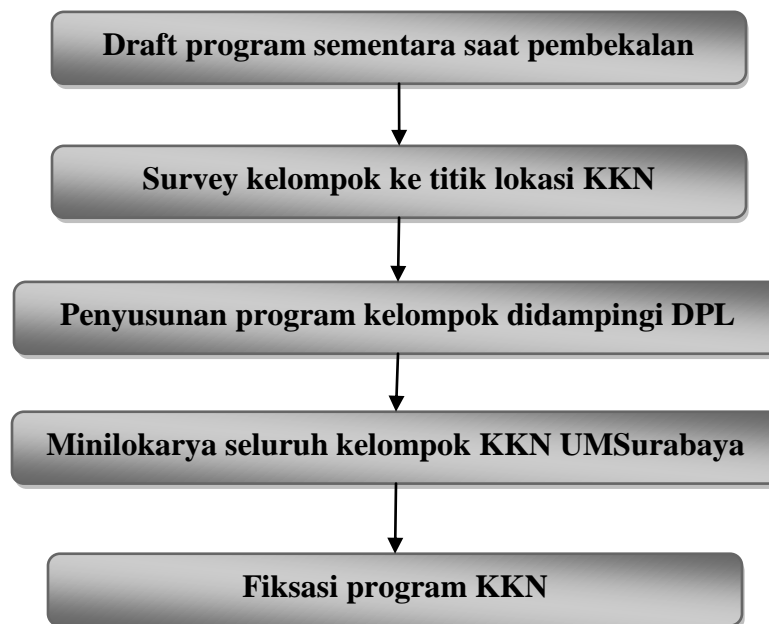 Draft program sementara saat pembekalan
Survey kelompok ke titik lokasi KKN
Penyusunan program kelompok didampingi DPL
Minilokarya seluruh kelompok KKN UMSurabaya
Fiksasi program KKN